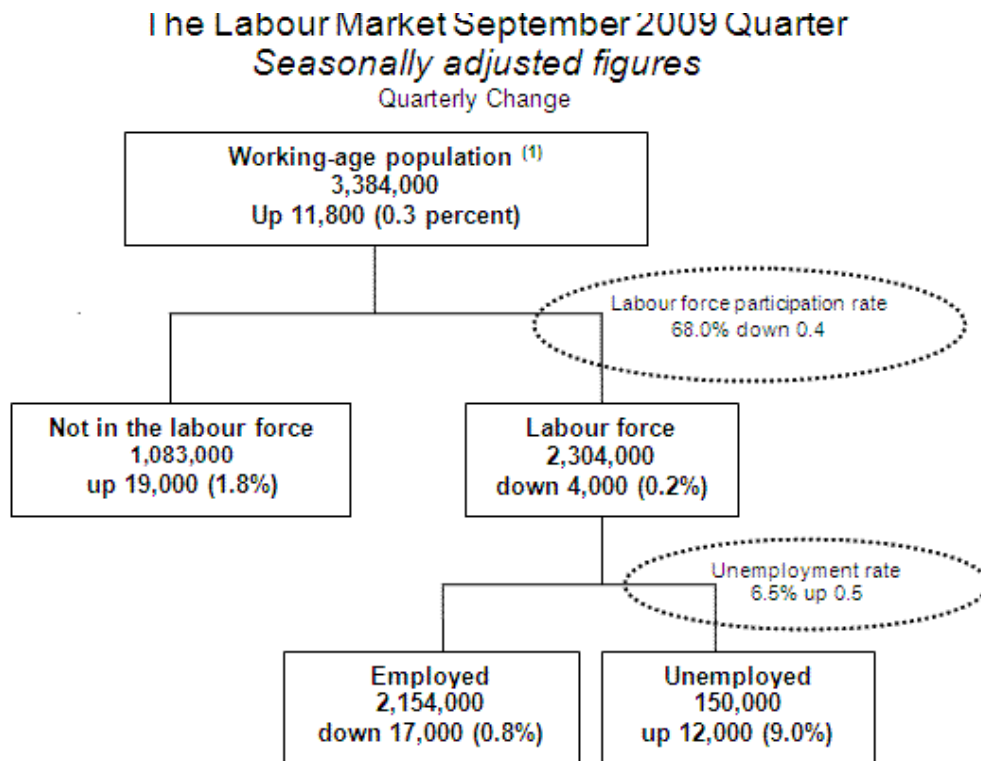 The Labour Market September 2009 Quarter
Seasonally adjusted figures
Quarterly Change
Working-age population (1)
3,384,000
Up 11,800 (0.3 percent)
Labour force participation rate
68.0% down 0.4
Not in the labour force
1,083,000
up 19,000 (1.8%)
Labour force
2,304,000
down 4,000 (0.2%)
Unemployment rate
6.5% up 0.5
Employed
2,154,000
down 17,000 (0.8%)
Unemployed
150,000
up 12,000 (9.0%)